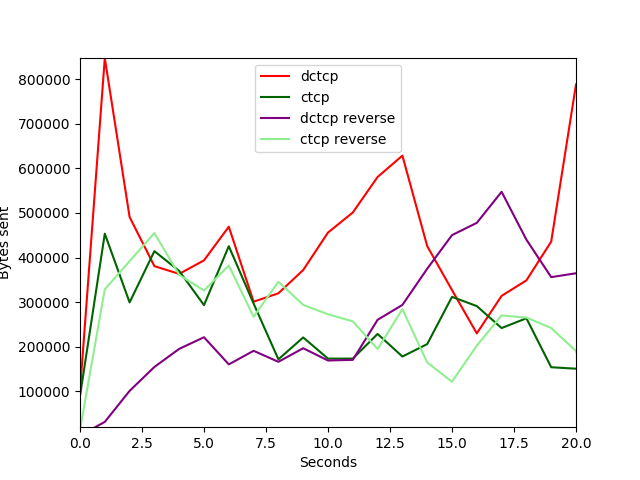 800000
700000
600000
500000
400000
300000
200000
100000
Bytes sent
dctcp
ctcp
dctcp reverse
ctcp reverse
0.0 2.5 5.0 7.5 10.0 12.5 15.0 17.5 20.0
Seconds